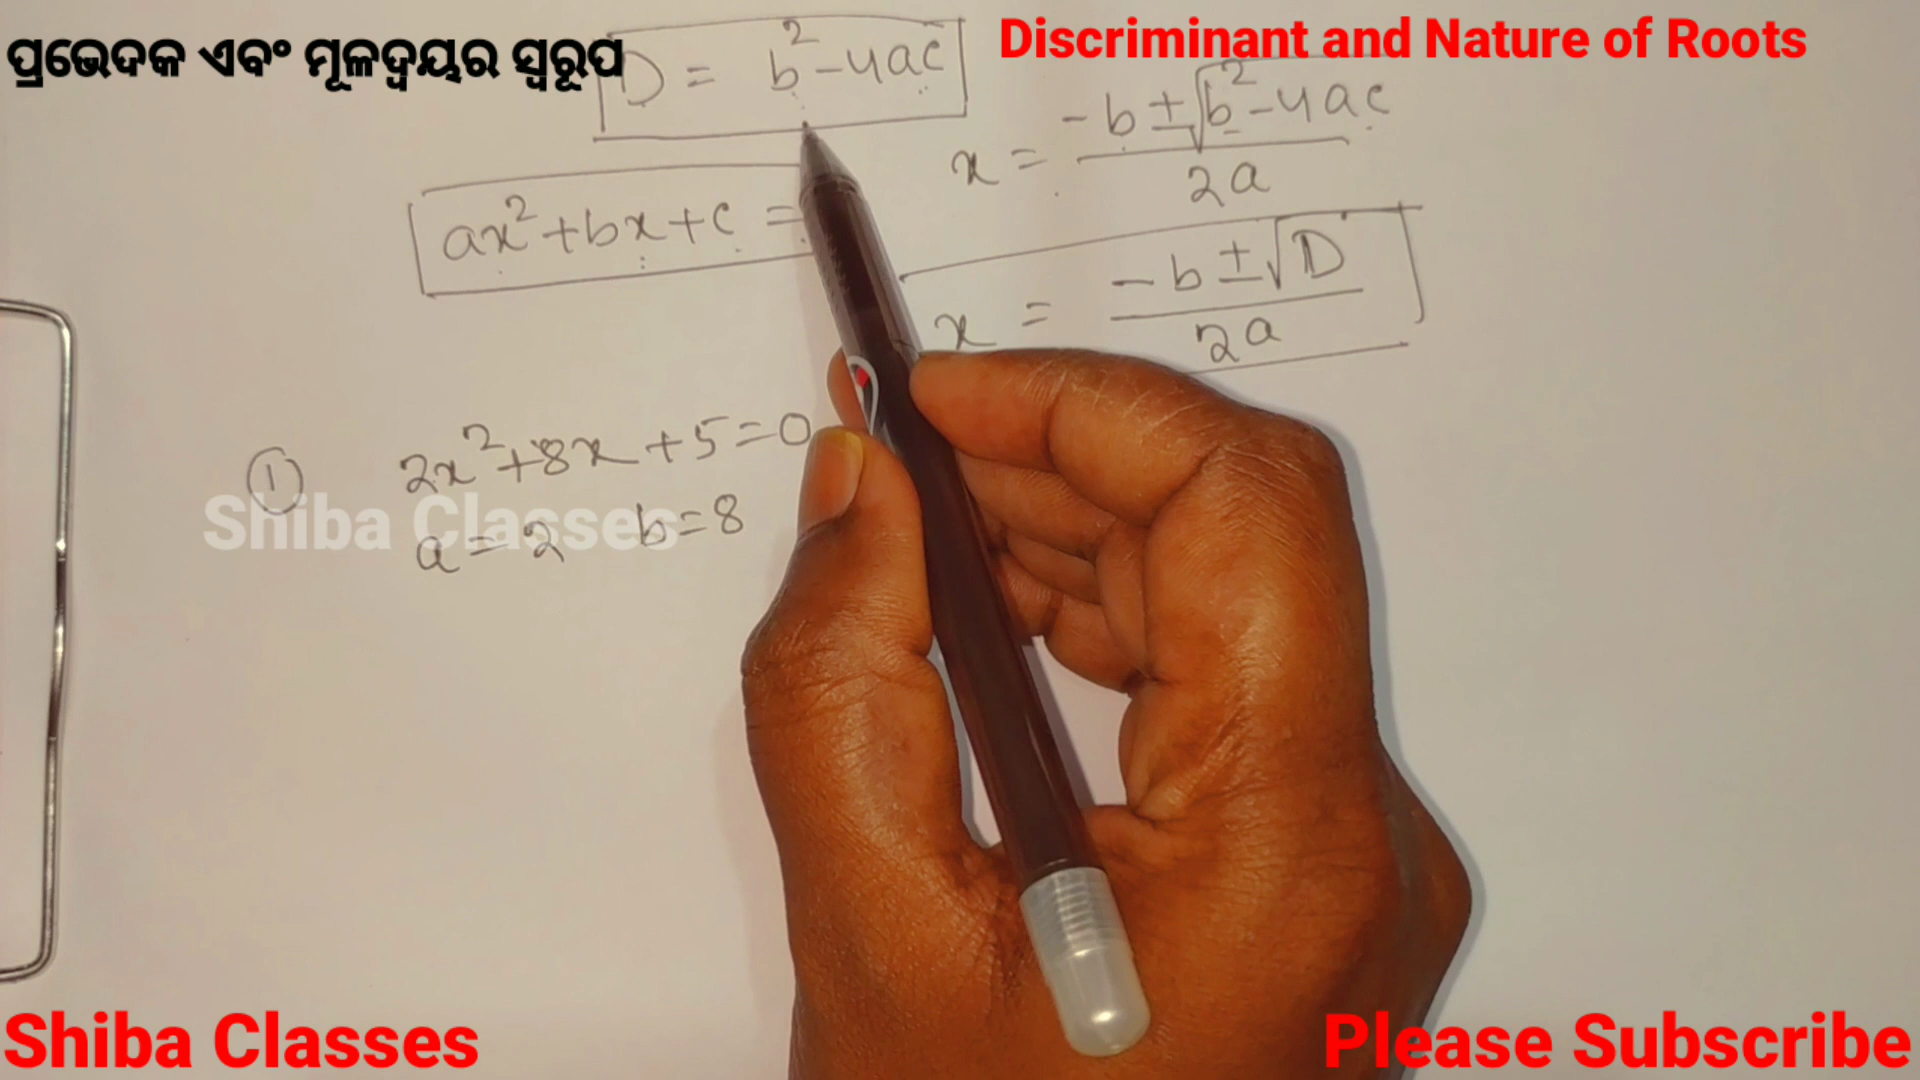 ପ୍ରଭେଦକ ଏବଂ ମୂଳଦ୍ୱୟର ସ୍ୱରୂପ
Discriminant and Nature of Roots
D = b²-4ac
x = -b±√b²-4ac / 2a
ax²+bx+c =
x = -b±√D / 2a
① 2x²+8x+5=0
a=2 b=8
Shiba Classes
Shiba Classes
Please Subscribe